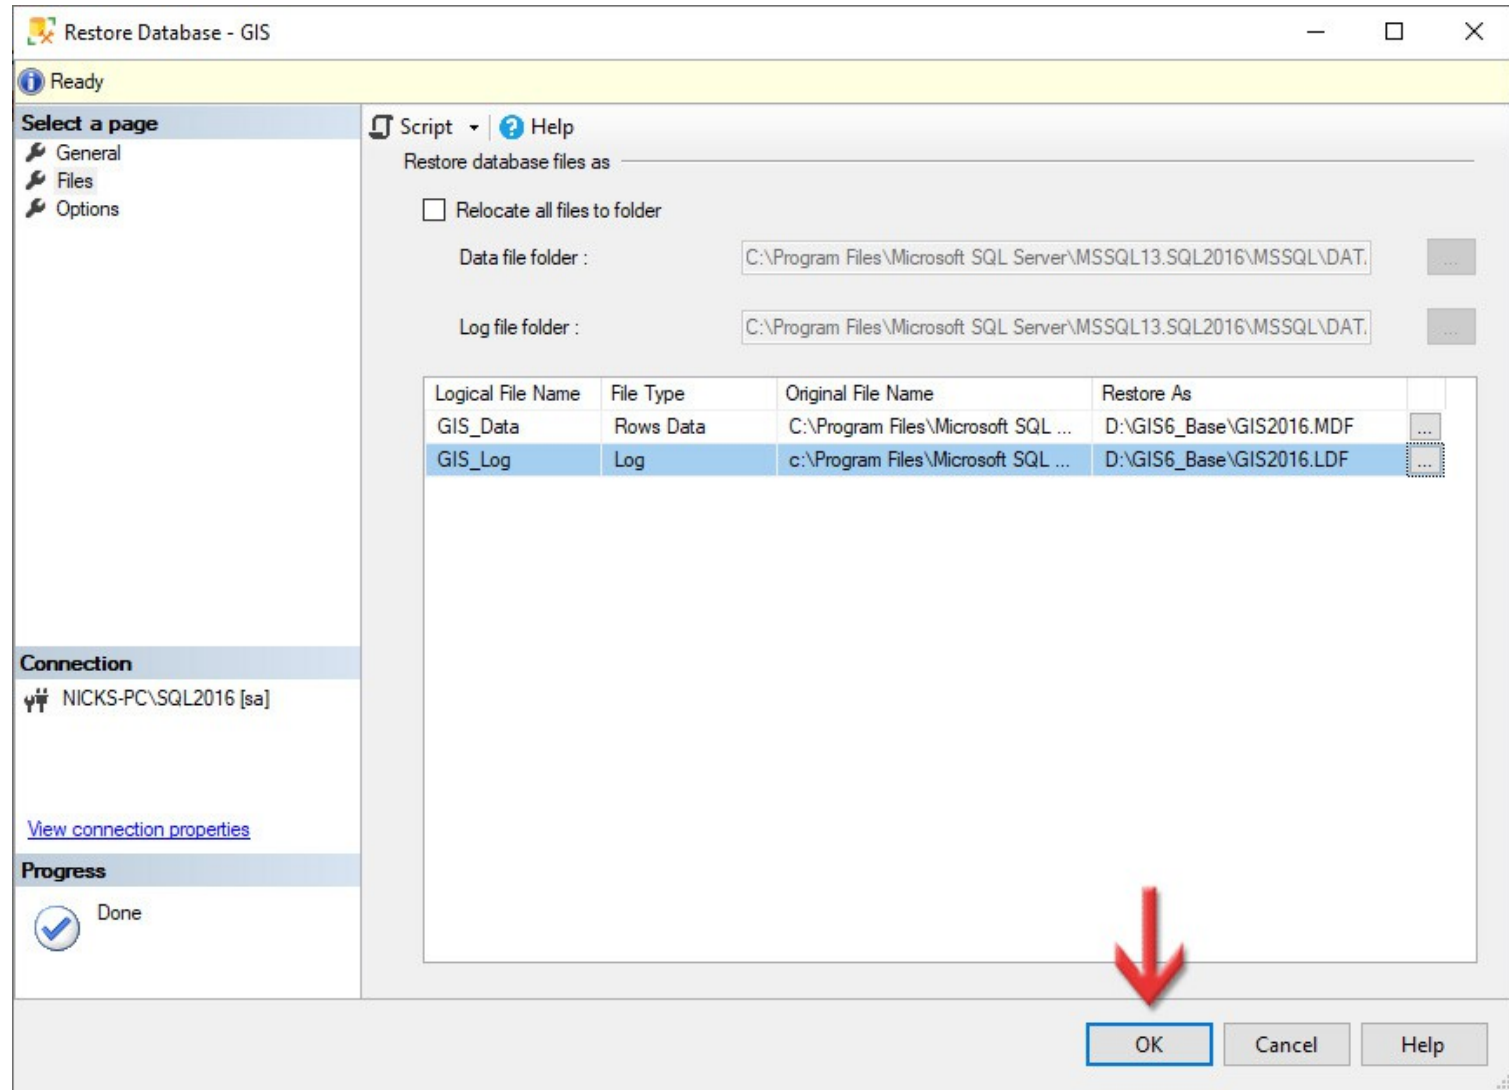 Restore Database - GIS
Ready
Select a page
General
Files
Options
Script Help
Restore database files as
Relocate all files to folder
Data file folder : C:\Program Files\Microsoft SQL Server\MSSQL13.SQL2016\MSSQL\DAT. ...
Log file folder : C:\Program Files\Microsoft SQL Server\MSSQL13.SQL2016\MSSQL\DAT. ...
Logical File Name File Type Original File Name Restore As
GIS_Data Rows Data C:\Program Files\Microsoft SQL ... D:\GIS6_Base\GIS2016.MDF ...
GIS_Log Log c:\Program Files\Microsoft SQL ... D:\GIS6_Base\GIS2016.LDF ...
Connection
NICKS-PC\SQL2016 [sa]
View connection properties
Progress
Done
OK Cancel Help